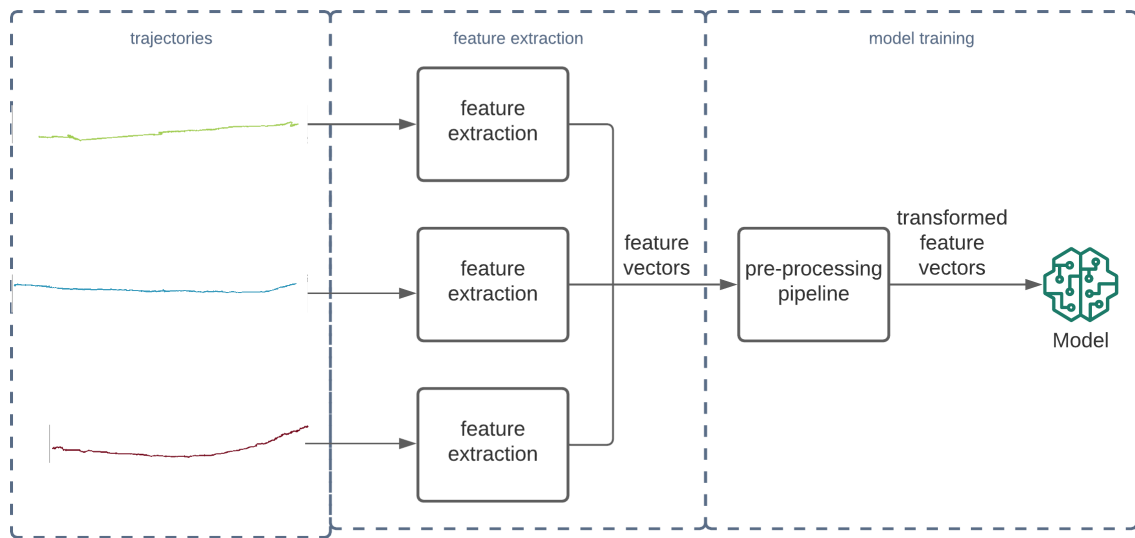 trajectories
feature extraction
model training
feature
extraction
feature
extraction
feature
extraction
feature
vectors
pre-processing
pipeline
transformed
feature
vectors
Model